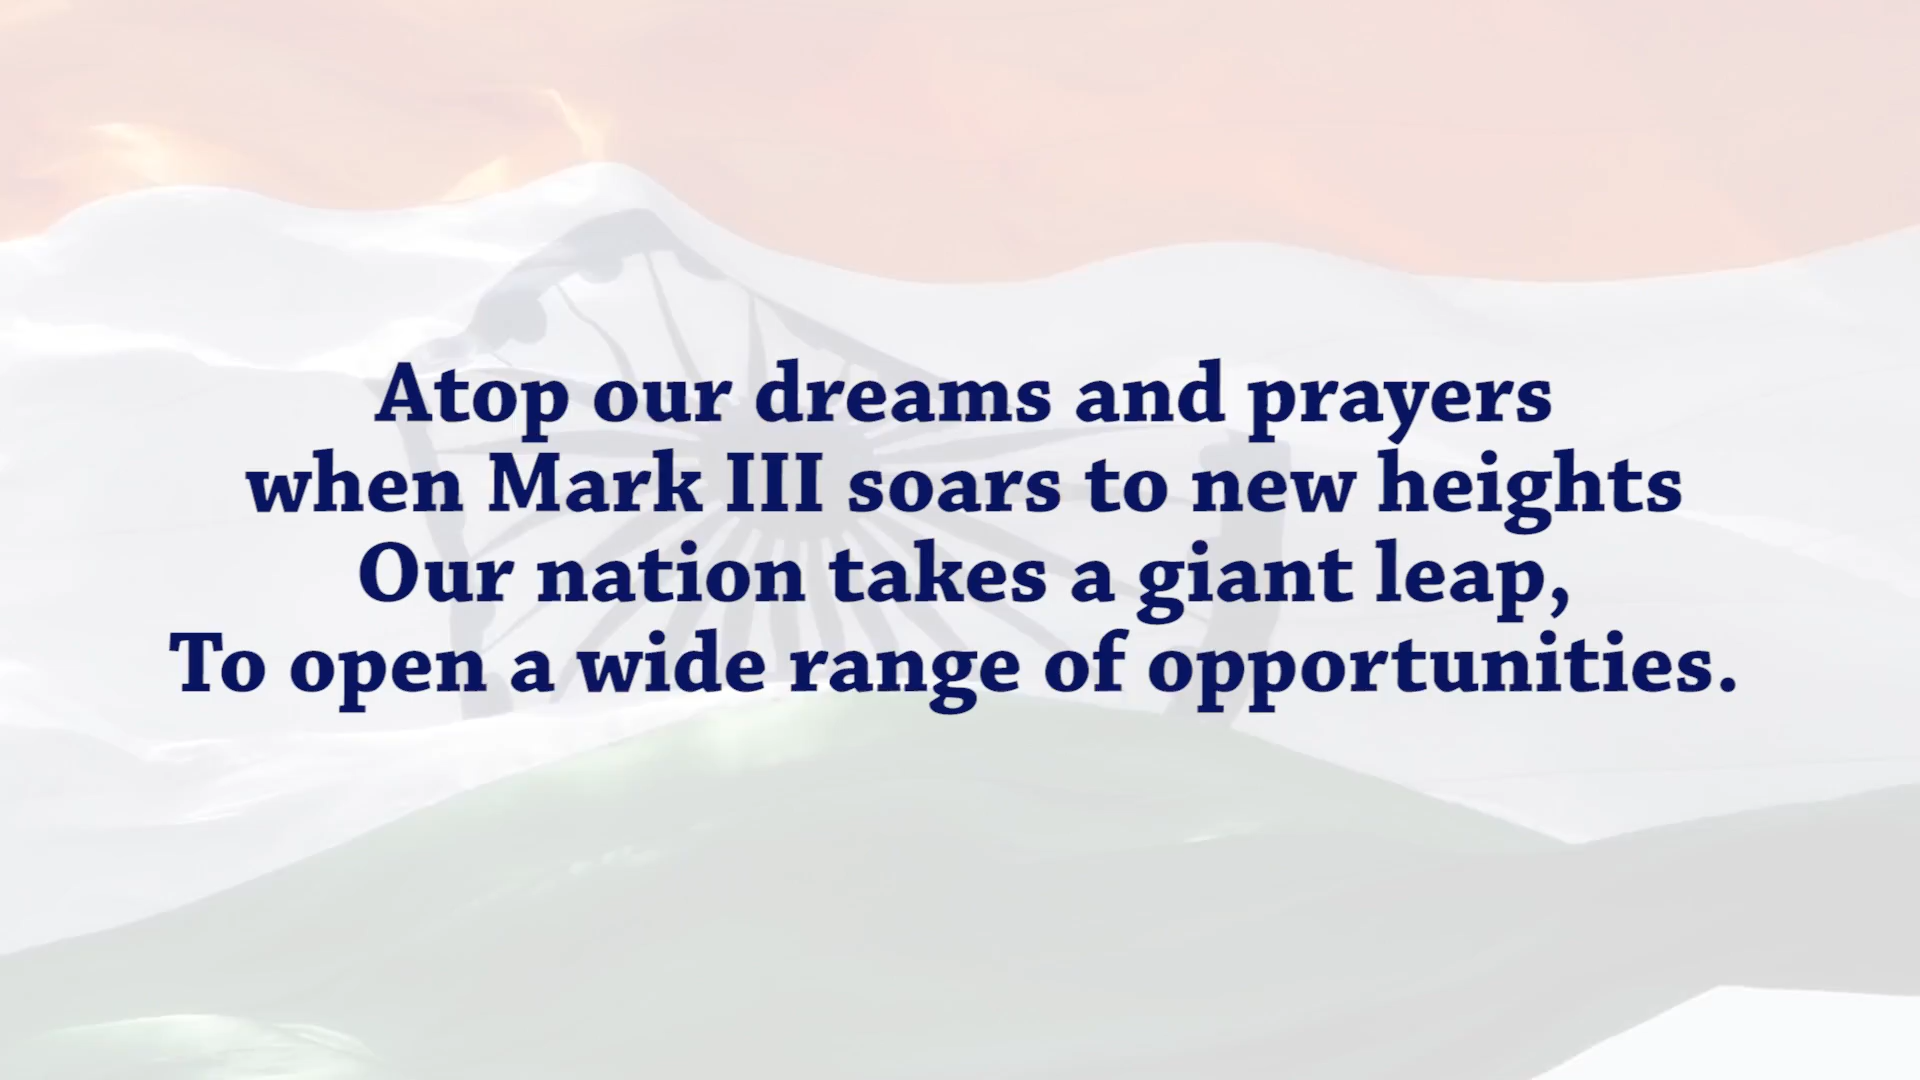 Atop our dreams and prayers
when Mark III soars to new heights
Our nation takes a giant leap,
To open a wide range of opportunities.